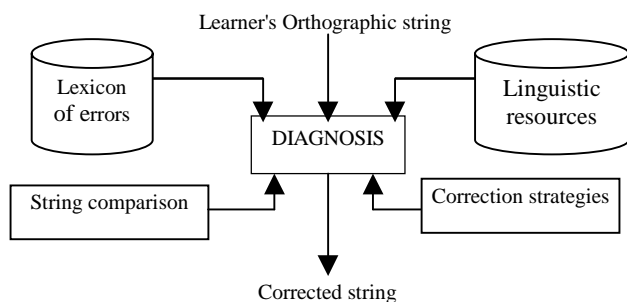 Learner's Orthographic string
Lexicon
of errors
Linguistic
resources
DIAGNOSIS
String comparison
Correction strategies
Corrected string